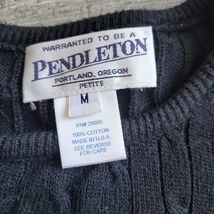 WARRANTED TO BE A
PENDLETON
PORTLAND, OREGON
PETITE
M
RN# 29685
100% COTTON
MADE IN U.S.A.
SEE REVERSE
FOR CARE